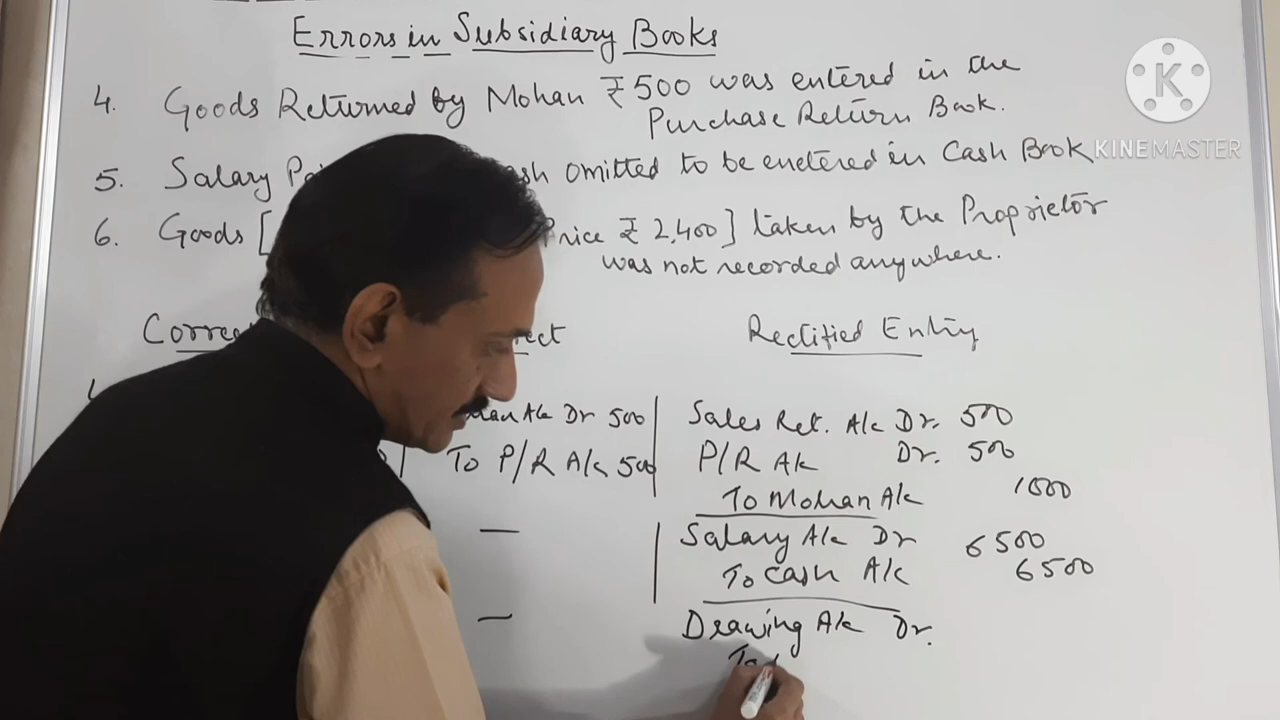 Errors in Subsidiary Books
4. Goods Returned by Mohan ₹500 was entered in the
Purchase Return Book.
5. Salary omitted to be enetered in Cash Book
6. Goods [ Price ₹ 2,400] taken by the Proprietor
was not recorded anywhere.
Rectified Entry
A/c Dr 500
To P/R A/c 500
Sales Ret. A/c Dr. 500
P/R A/c Dr. 500
To Mohan A/c 1000
—
Salary A/c Dr 6500
To Cash A/c 6500
—
Drawing A/c Dr.
To
K
KINEMASTER